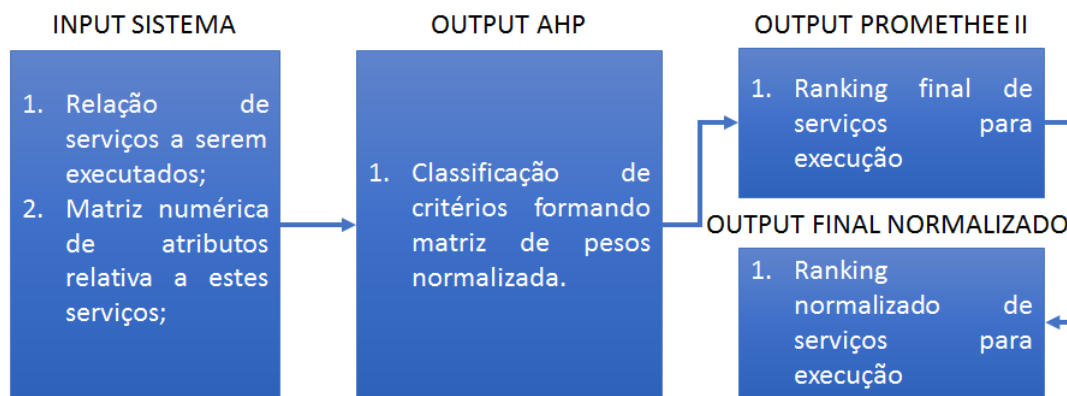 INPUT SISTEMA
1. Relação de
serviços a serem
executados;
2. Matriz numérica
de atributos
relativa a estes
serviços;
OUTPUT AHP
1. Classificação de
critérios formando
matriz de pesos
normalizada.
OUTPUT PROMETHEE II
1. Ranking final de
serviços para
execução
OUTPUT FINAL NORMALIZADO
1. Ranking
normalizado de
serviços para
execução